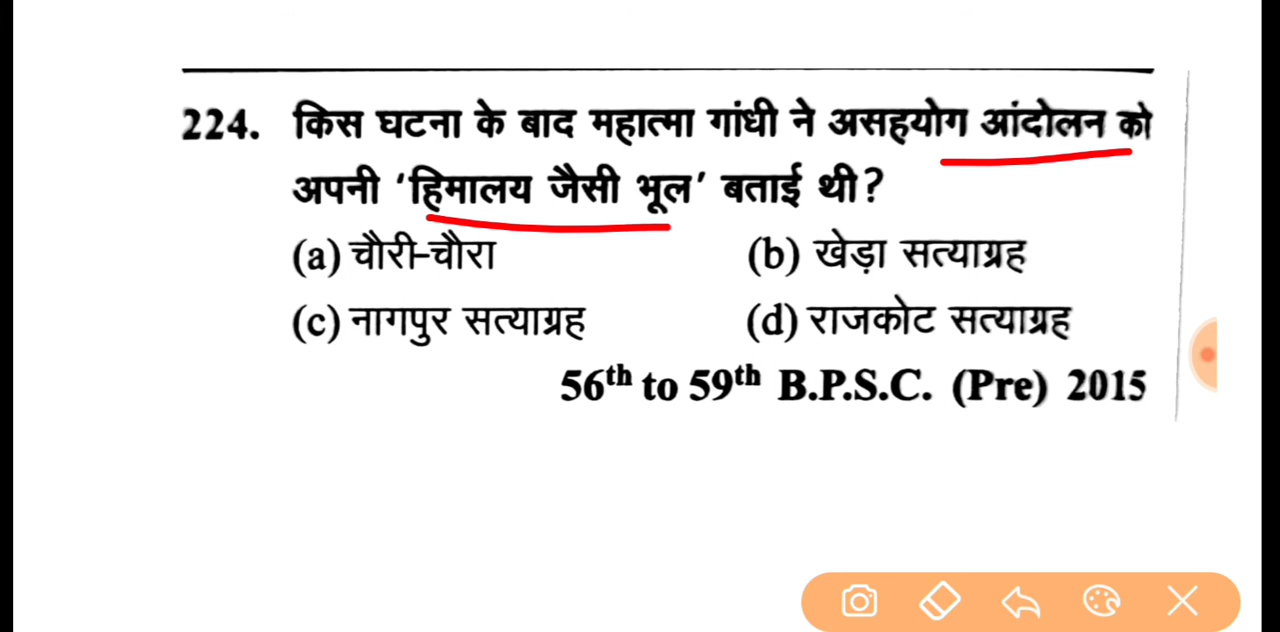 224. किस घटना के बाद महात्मा गांधी ने असहयोग आंदोलन को
अपनी ‘हिमालय जैसी भूल’ बताई थी?
(a) चौरी-चौरा (b) खेड़ा सत्याग्रह
(c) नागपुर सत्याग्रह (d) राजकोट सत्याग्रह
56th to 59th B.P.S.C. (Pre) 2015